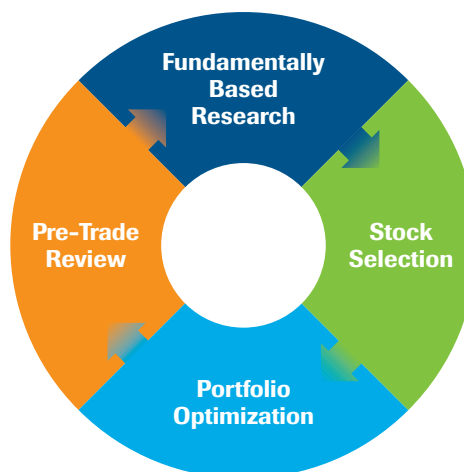 Fundamentally
Based
Research
Stock
Selection
Portfolio
Optimization
Pre-Trade
Review